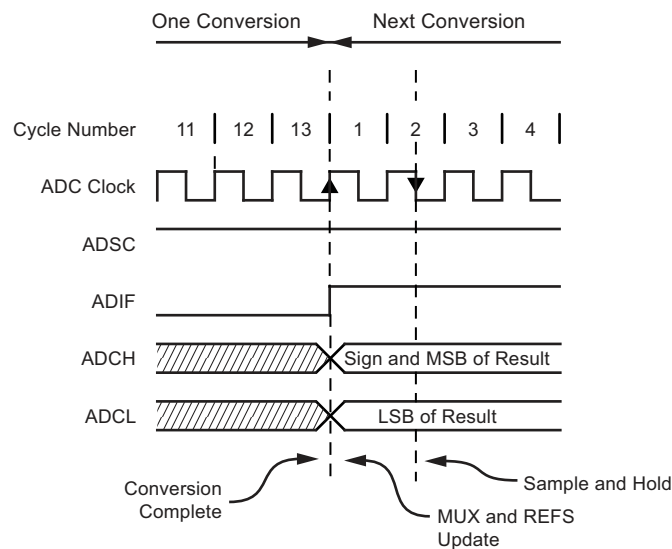 One Conversion Next Conversion
Cycle Number 11 12 13 1 2 3 4
ADC Clock
ADSC
ADIF
ADCH Sign and MSB of Result
ADCL LSB of Result
Conversion
Complete
MUX and REFS
Update
Sample and Hold